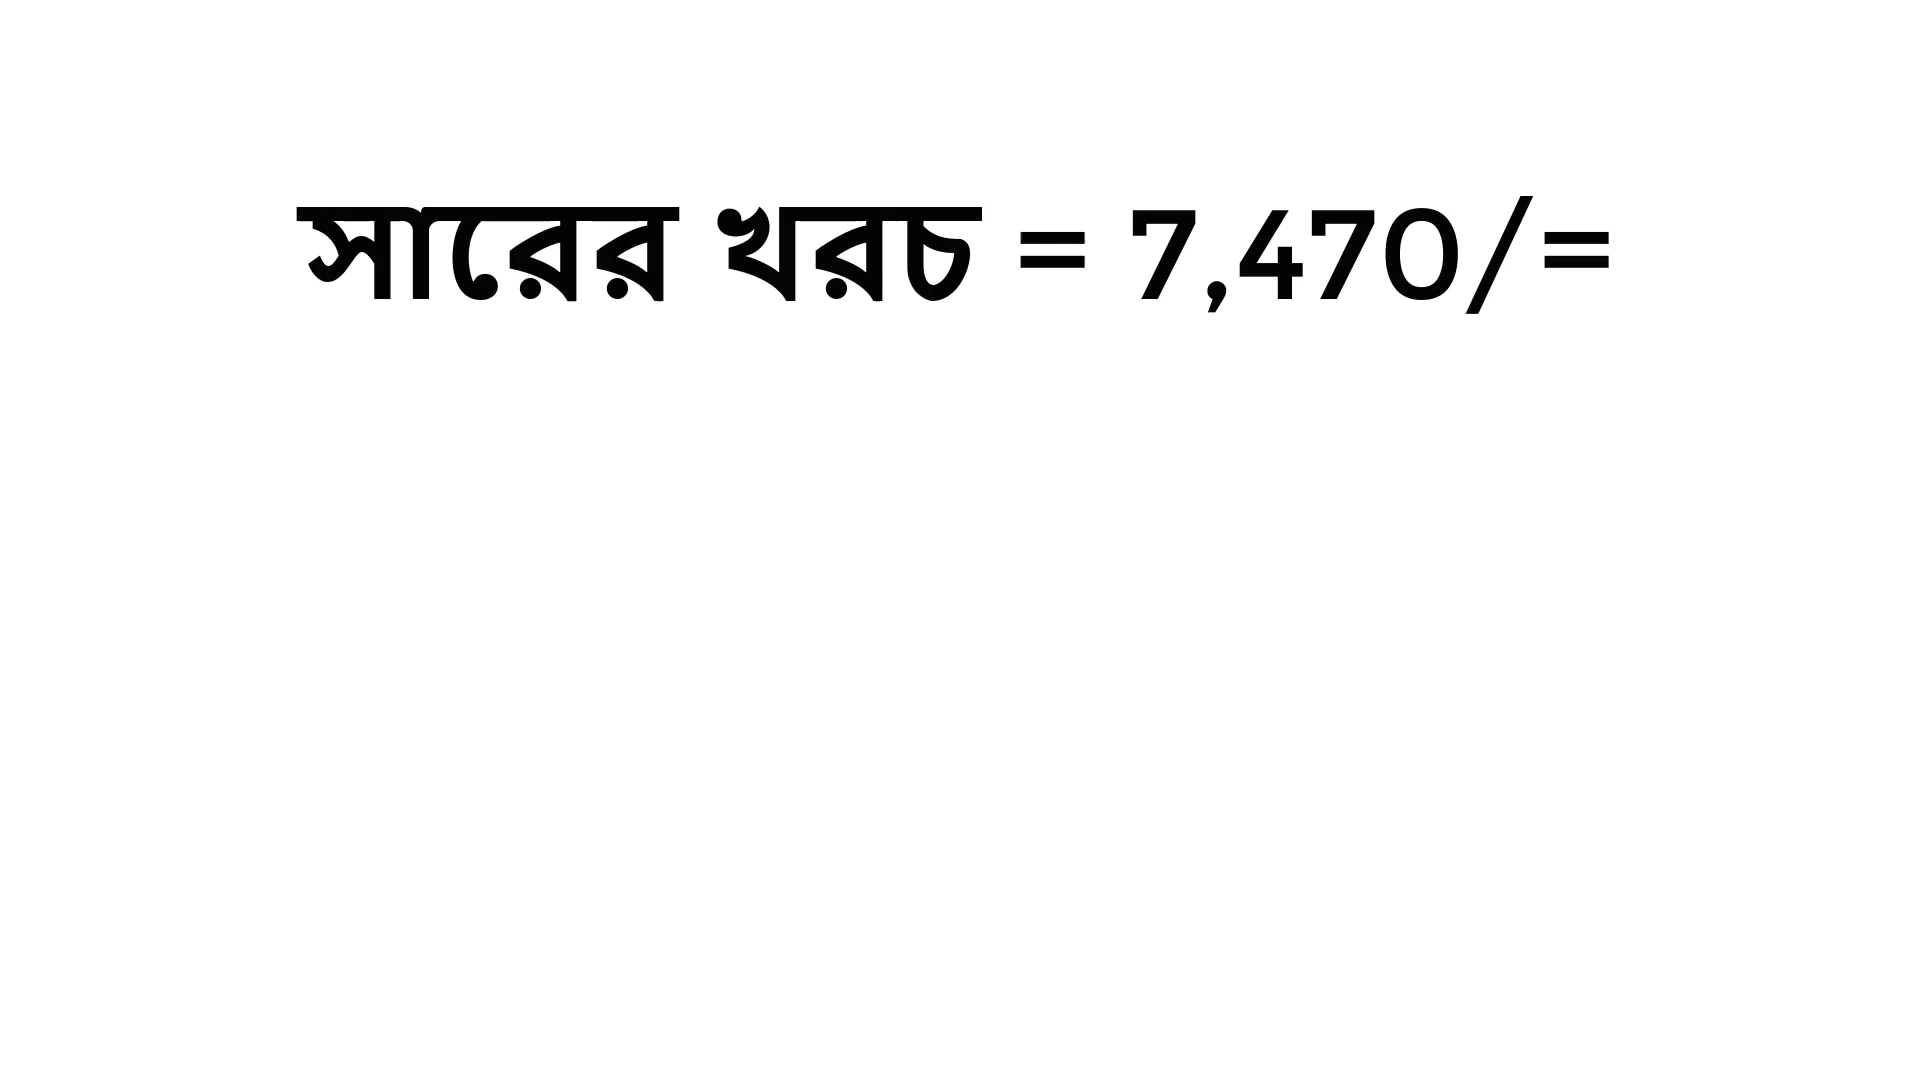 সারের খরচ = 7,470/=